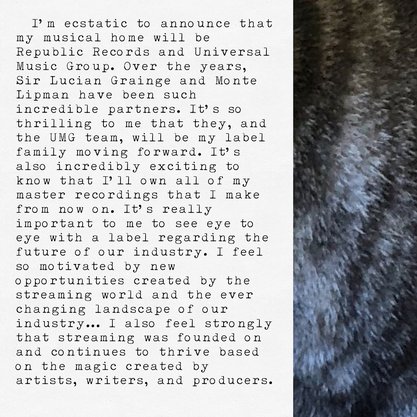 I'm ecstatic to announce that
my musical home will be
Republic Records and Universal
Music Group. Over the years,
Sir Lucian Grainge and Monte
Lipman have been such
incredible partners. It's so
thrilling to me that they, and
the UMG team, will be my label
family moving forward. It's
also incredibly exciting to
know that I'll own all of my
master recordings that I make
from now on. It's really
important to me to see eye to
eye with a label regarding the
future of our industry. I feel
so motivated by new
opportunities created by the
streaming world and the ever
changing landscape of our
industry... I also feel strongly
that streaming was founded on
and continues to thrive based
on the magic created by
artists, writers, and producers.